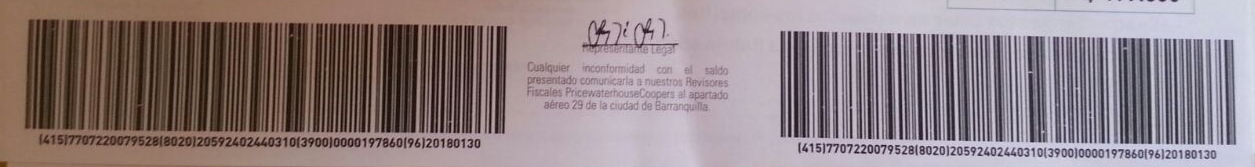 Representante Legal
Cualquier inconformidad con el saldo
presentado comunicarla a nuestros Revisores
Fiscales PricewaterhouseCoopers al apartado
aéreo 29 de la ciudad de Barranquilla.
(415)7707220079528(8020)20592402440310(3900)0000197860(96)20180130
(415)7707220079528(8020)20592402440310(3900)0000197860(96)20180130